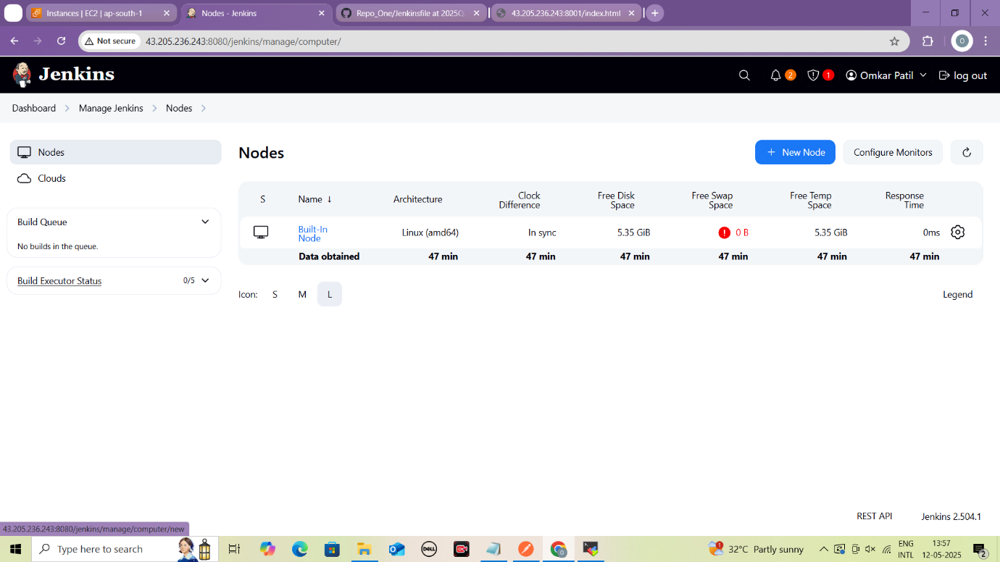 Instances | EC2 | ap-south-1
Nodes - Jenkins
Repo_One/Jenkinsfile at 2025Q
43.205.236.243:8001/index.html
Not secure
43.205.236.243:8080/jenkins/manage/computer/
O
Jenkins
2
1
Omkar Patil
log out
Dashboard
Manage Jenkins
Nodes
Nodes
Clouds
Build Queue
No builds in the queue.
Build Executor Status
0/5
Nodes
+ New Node
Configure Monitors
S
Name ↓
Architecture
Clock
Difference
Free Disk
Space
Free Swap
Space
Free Temp
Space
Response
Time
Built-In
Node
Linux (amd64)
In sync
5.35 GiB
! 0 B
5.35 GiB
0ms
Data obtained
47 min
47 min
47 min
47 min
47 min
47 min
Icon:
S
M
L
Legend
REST API
Jenkins 2.504.1
43.205.236.243:8080/jenkins/manage/computer/new
Type here to search
DELL
1
32°C Partly sunny
ENG
INTL
13:57
12-05-2025
2